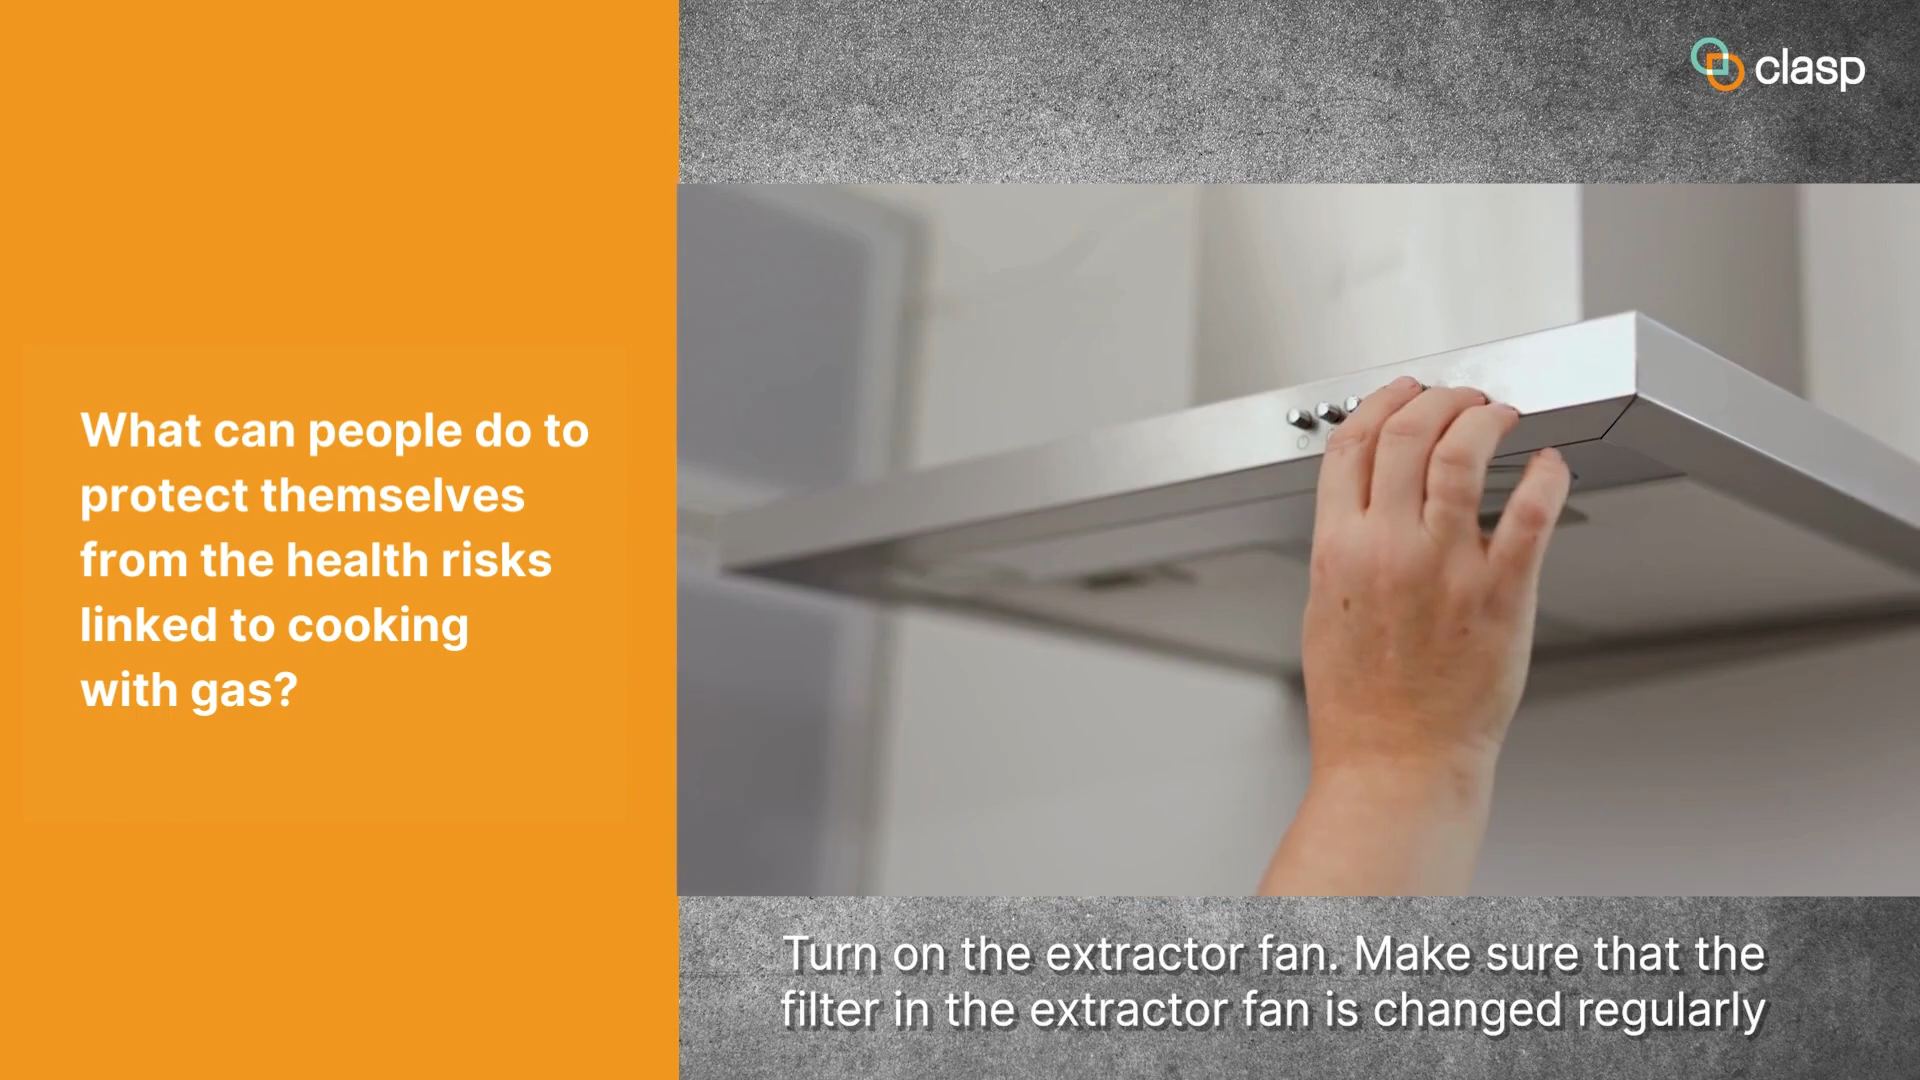 clasp
What can people do to
protect themselves
from the health risks
linked to cooking
with gas?
Turn on the extractor fan. Make sure that the
filter in the extractor fan is changed regularly